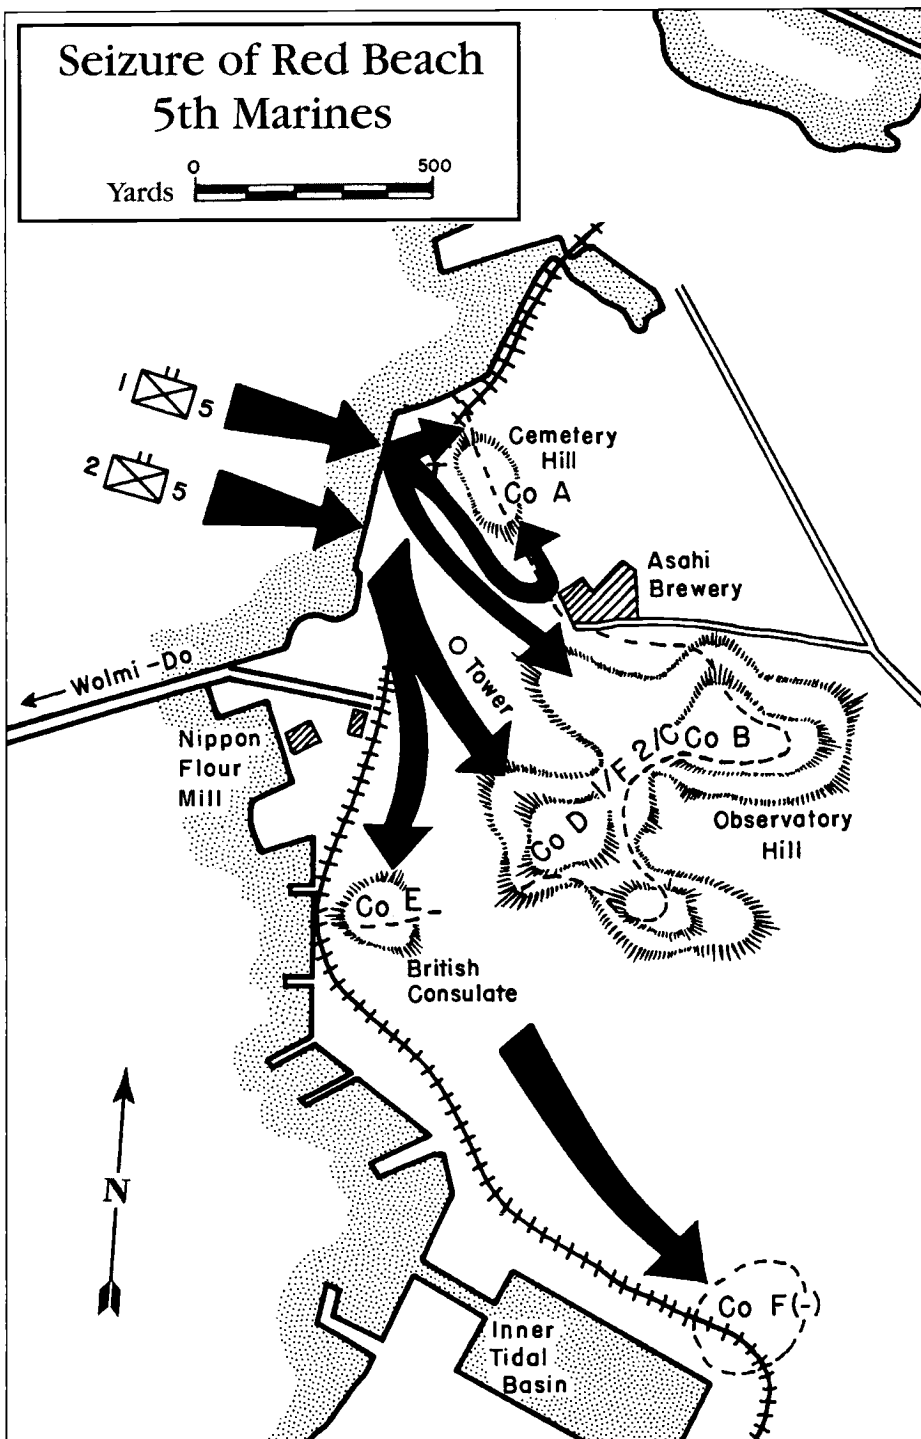 Seizure of Red Beach
5th Marines
0 500
Yards
1 5
2 5
Cemetery
Hill
Co A
Asahi
Brewery
← Wolmi-Do
O Tower
Nippon
Flour
Mill
Co B
2/C
1/F
Co D
Observatory
Hill
Co E
British
Consulate
N
Co F(-)
Inner
Tidal
Basin